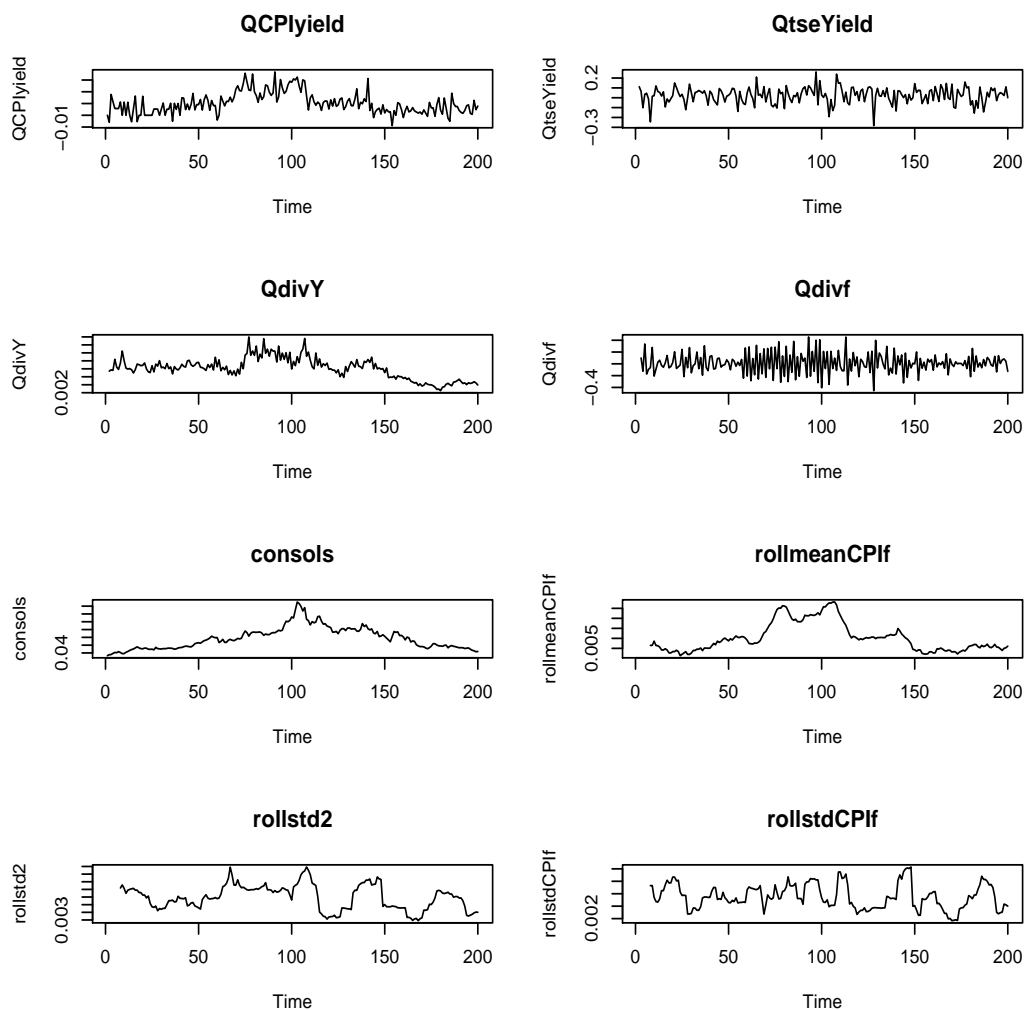 QCPIyield QtseYield
QCPIyield QtseYield
−0.01 −0.3 0.2
0 50 100 150 200 0 50 100 150 200
Time Time
QdivY Qdivf
QdivY Qdivf
0.002 −0.4
0 50 100 150 200 0 50 100 150 200
Time Time
consols rollmeanCPIf
consols rollmeanCPIf
0.04 0.005
0 50 100 150 200 0 50 100 150 200
Time Time
rollstd2 rollstdCPIf
rollstd2 rollstdCPIf
0.003 0.002
0 50 100 150 200 0 50 100 150 200
Time Time